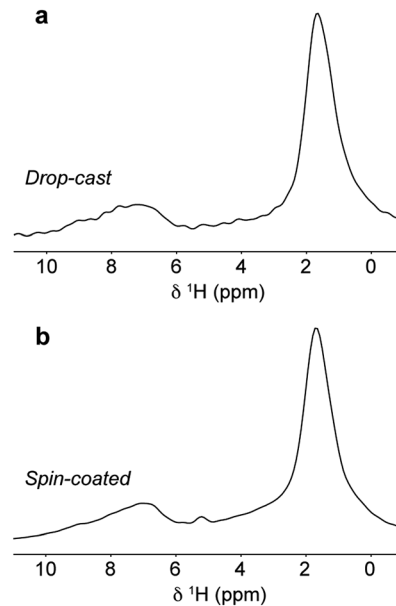 a
Drop-cast
10 8 6 4 2 0
δ ¹H (ppm)
b
Spin-coated
10 8 6 4 2 0
δ ¹H (ppm)